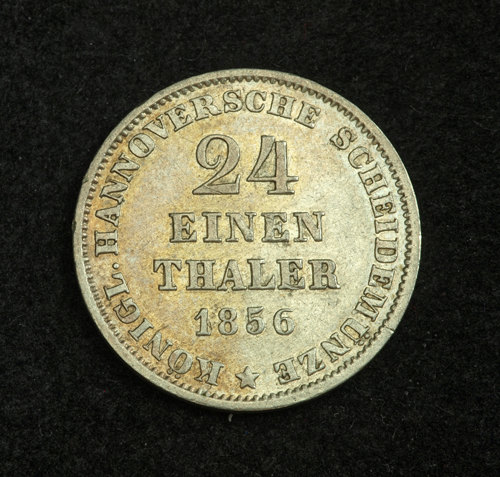 KÖNIGL. HANNOVERSCHE SCHEIDEMÜNZE
24
EINEN
THALER
1856